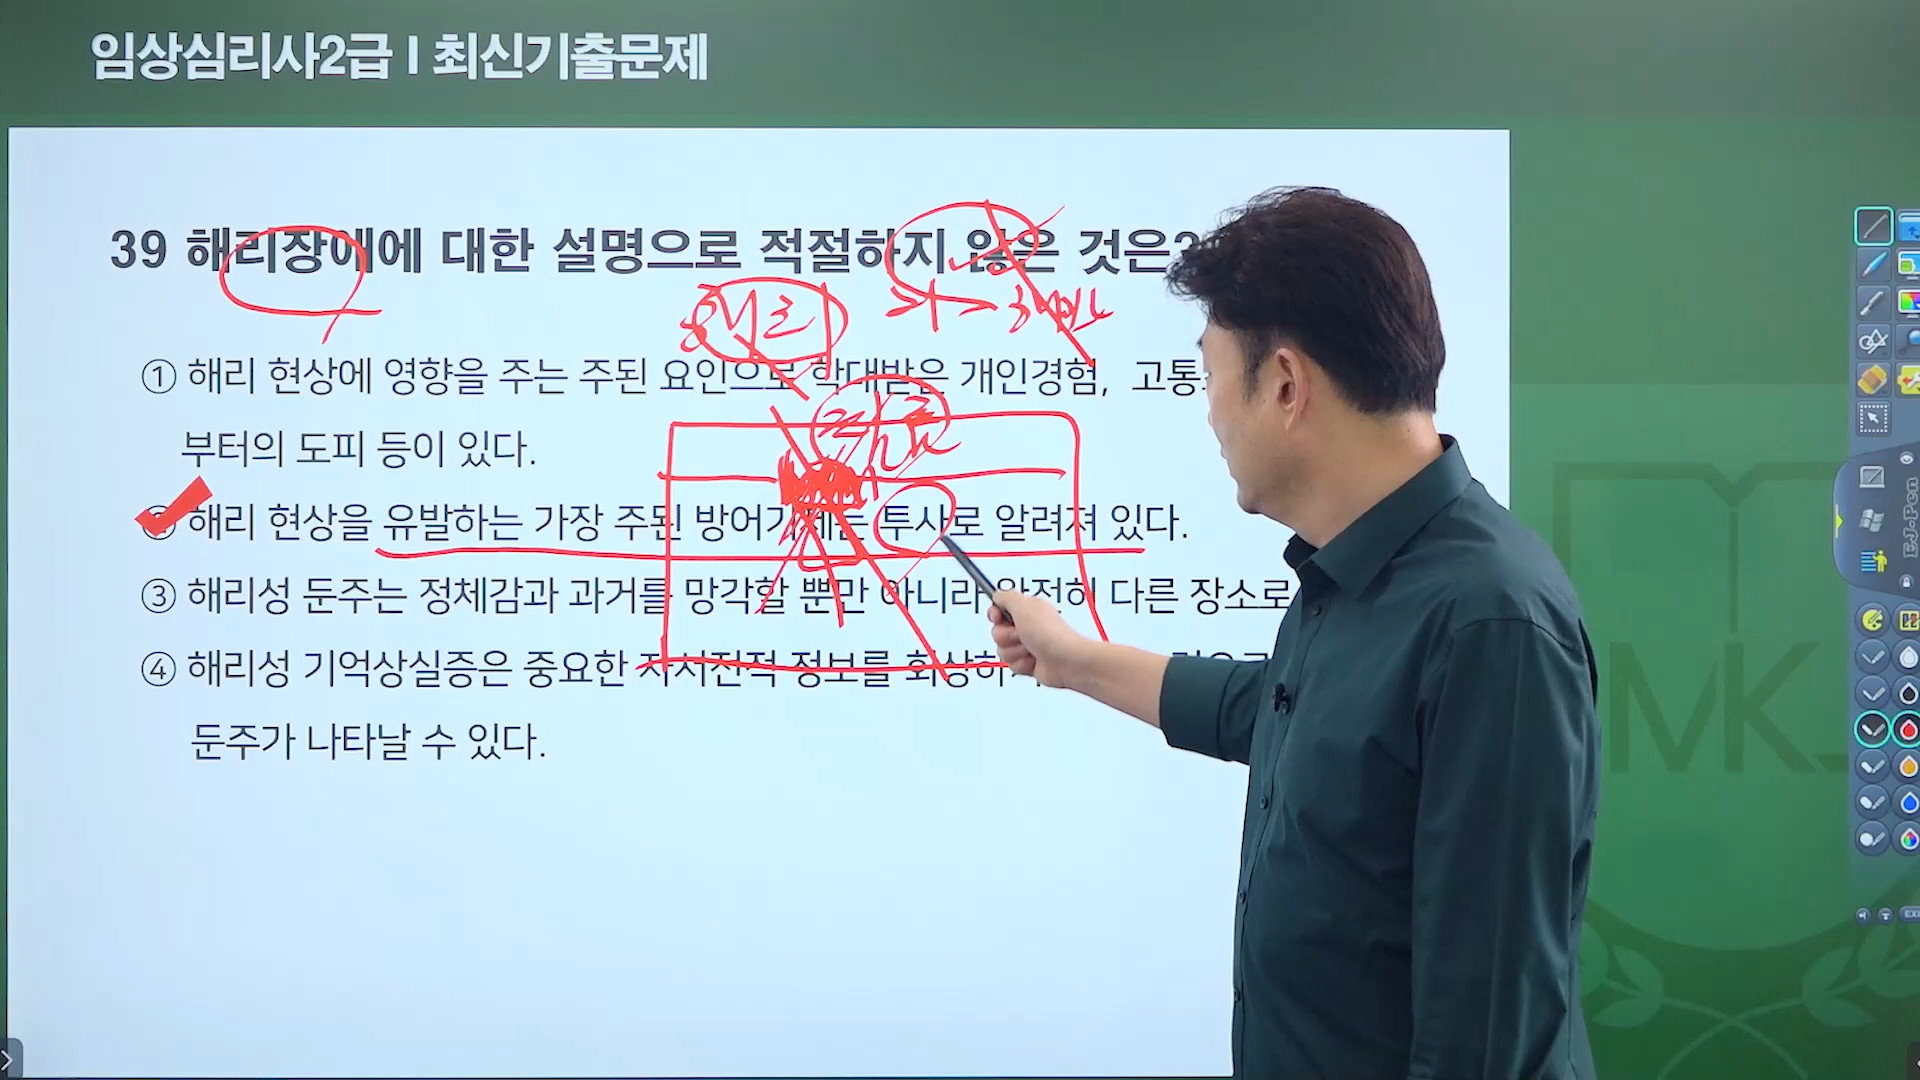 임상심리사2급 I 최신기출문제
39 해리장애에 대한 설명으로 적절하지 않은 것은?
해리
① 해리 현상에 영향을 주는 주된 요인으로 학대받은 개인경험, 고통
부터의 도피 등이 있다.
해리 현상을 유발하는 가장 주된 방어기제는 투사로 알려져 있다.
③ 해리성 둔주는 정체감과 과거를 망각할 뿐만 아니라 완전히 다른 장소로
④ 해리성 기억상실증은 중요한 자서전적 정보를 회상하
둔주가 나타날 수 있다.
EJ-Pen
MK